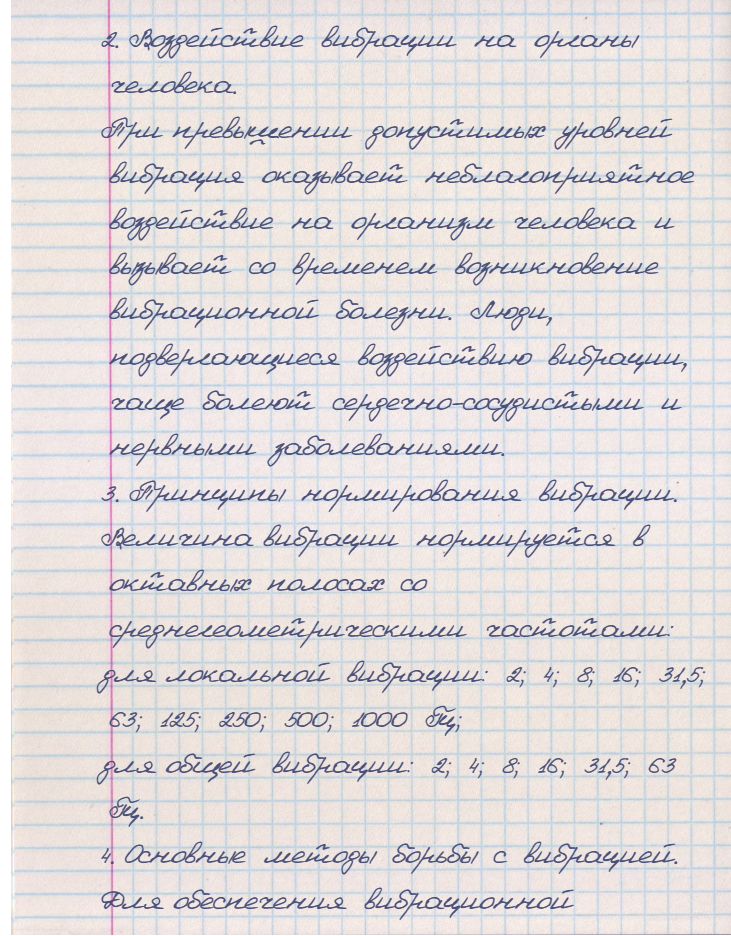 2. Воздействие вибрации на органы
человека.
При превышении допустимых уровней
вибрация оказывает неблагоприятное
воздействие на организм человека и
вызывает со временем возникновение
вибрационной болезни. Люди,
подвергающиеся воздействию вибрации,
чаще болеют сердечно-сосудистыми и
нервными заболеваниями.
3. Принципы нормирования вибрации.
Величина вибрации нормируется в
октавных полосах со
среднегеометрическими частотами:
для локальной вибрации: 2; 4; 8; 16; 31,5;
63; 125; 250; 500; 1000 Гц;
для общей вибрации: 2; 4; 8; 16; 31,5; 63
Гц.
4. Основные методы борьбы с вибрацией.
Для обеспечения вибрационной